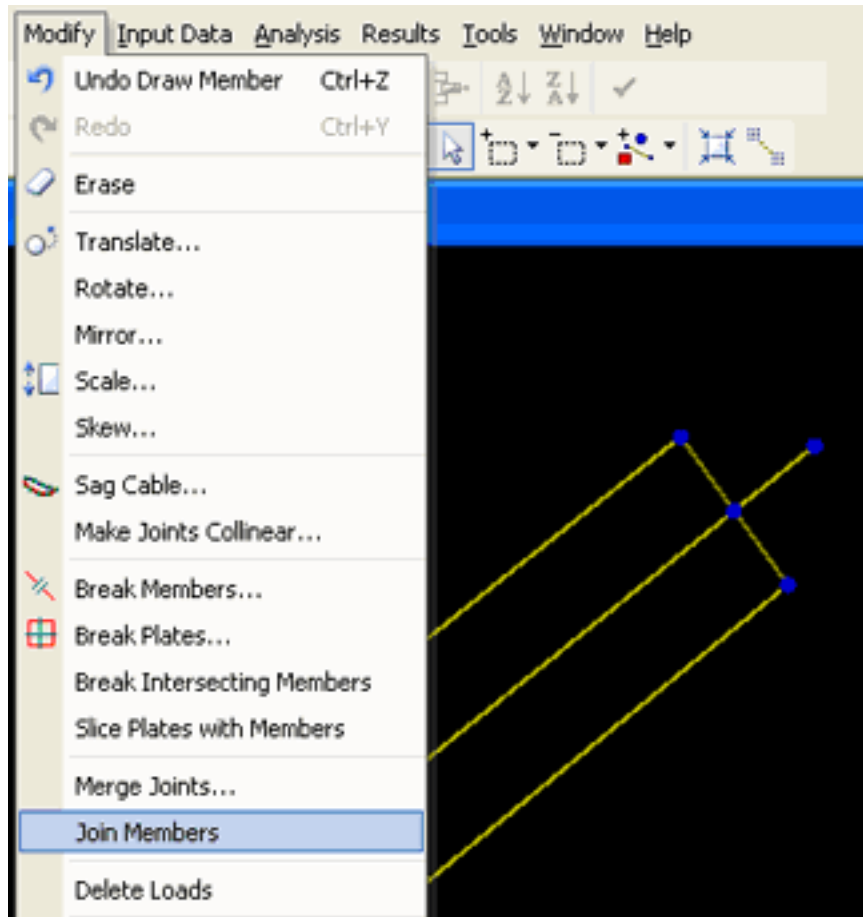 Modify Input Data Analysis Results Tools Window Help
Undo Draw Member Ctrl+Z
Redo Ctrl+Y
Erase
Translate...
Rotate...
Mirror...
Scale...
Skew...
Sag Cable...
Make Joints Collinear...
Break Members...
Break Plates...
Break Intersecting Members
Slice Plates with Members
Merge Joints...
Join Members
Delete Loads